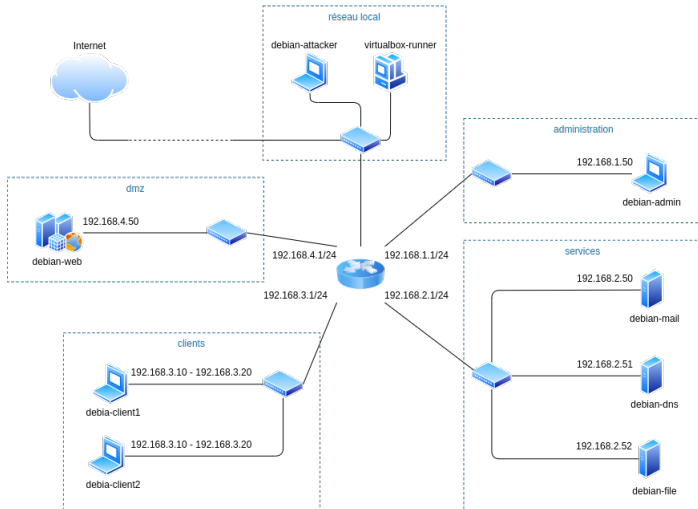 réseau local
Internet
debian-attacker
virtualbox-runner
administration
192.168.1.50
debian-admin
dmz
192.168.4.50
debian-web
192.168.4.1/24
192.168.1.1/24
192.168.3.1/24
192.168.2.1/24
services
192.168.2.50
debian-mail
192.168.2.51
debian-dns
192.168.2.52
debian-file
clients
192.168.3.10 - 192.168.3.20
debia-client1
192.168.3.10 - 192.168.3.20
debia-client2